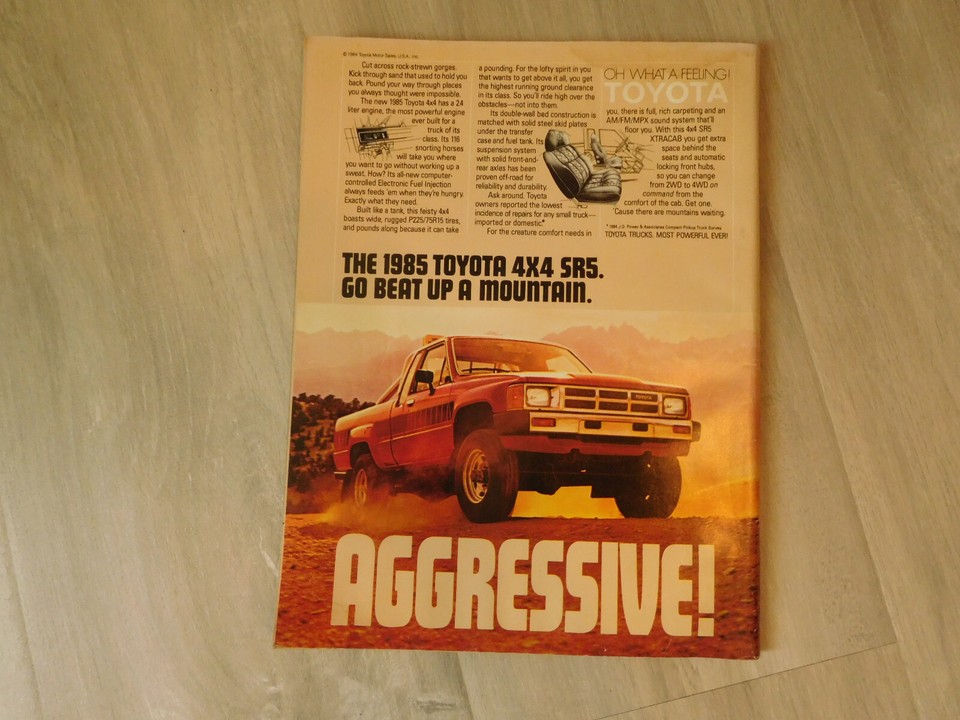 © 1984 Toyota Motor Sales, U.S.A., Inc.
Cut across rock-strewn gorges.
Kick through sand that used to hold you
back. Pound your way through places
you always thought were impossible.
The new 1985 Toyota 4x4 has a 2.4
liter engine, the most powerful engine
ever built for a
truck of its
class. Its 116
snorting horses
will take you where
you want to go without working up a
sweat. How? Its all-new computer-
controlled Electronic Fuel Injection
always feeds 'em when they're hungry.
Exactly what they need.
Built like a tank, this feisty 4x4
boasts wide, rugged P225/75R15 tires,
and pounds along because it can take
EFI
a pounding. For the lofty spirit in you
that wants to get above it all, you get
the highest running ground clearance
in its class. So you'll ride high over the
obstacles—not into them.
Its double-wall bed construction is
matched with solid steel skid plates
under the transfer
case and fuel tank. Its
suspension system
with solid front-and-
rear axles has been
proven off-road for
reliability and durability.
Ask around. Toyota
owners reported the lowest
incidence of repairs for any small truck—
imported or domestic.*
For the creature comfort needs in
OH WHAT A FEELING!
TOYOTA
you, there is full, rich carpeting and an
AM/FM/MPX sound system that'll
floor you. With this 4x4 SR5
XTRACAB you get extra
space behind the
seats and automatic
locking front hubs,
so you can change
from 2WD to 4WD on
command from the
comfort of the cab. Get one.
'Cause there are mountains waiting.
*1984 J.D. Power & Associates Compact Pickup Truck Survey.
TOYOTA TRUCKS. MOST POWERFUL EVER!
THE 1985 TOYOTA 4X4 SR5.
GO BEAT UP A MOUNTAIN.
TOYOTA
AGGRESSIVE!